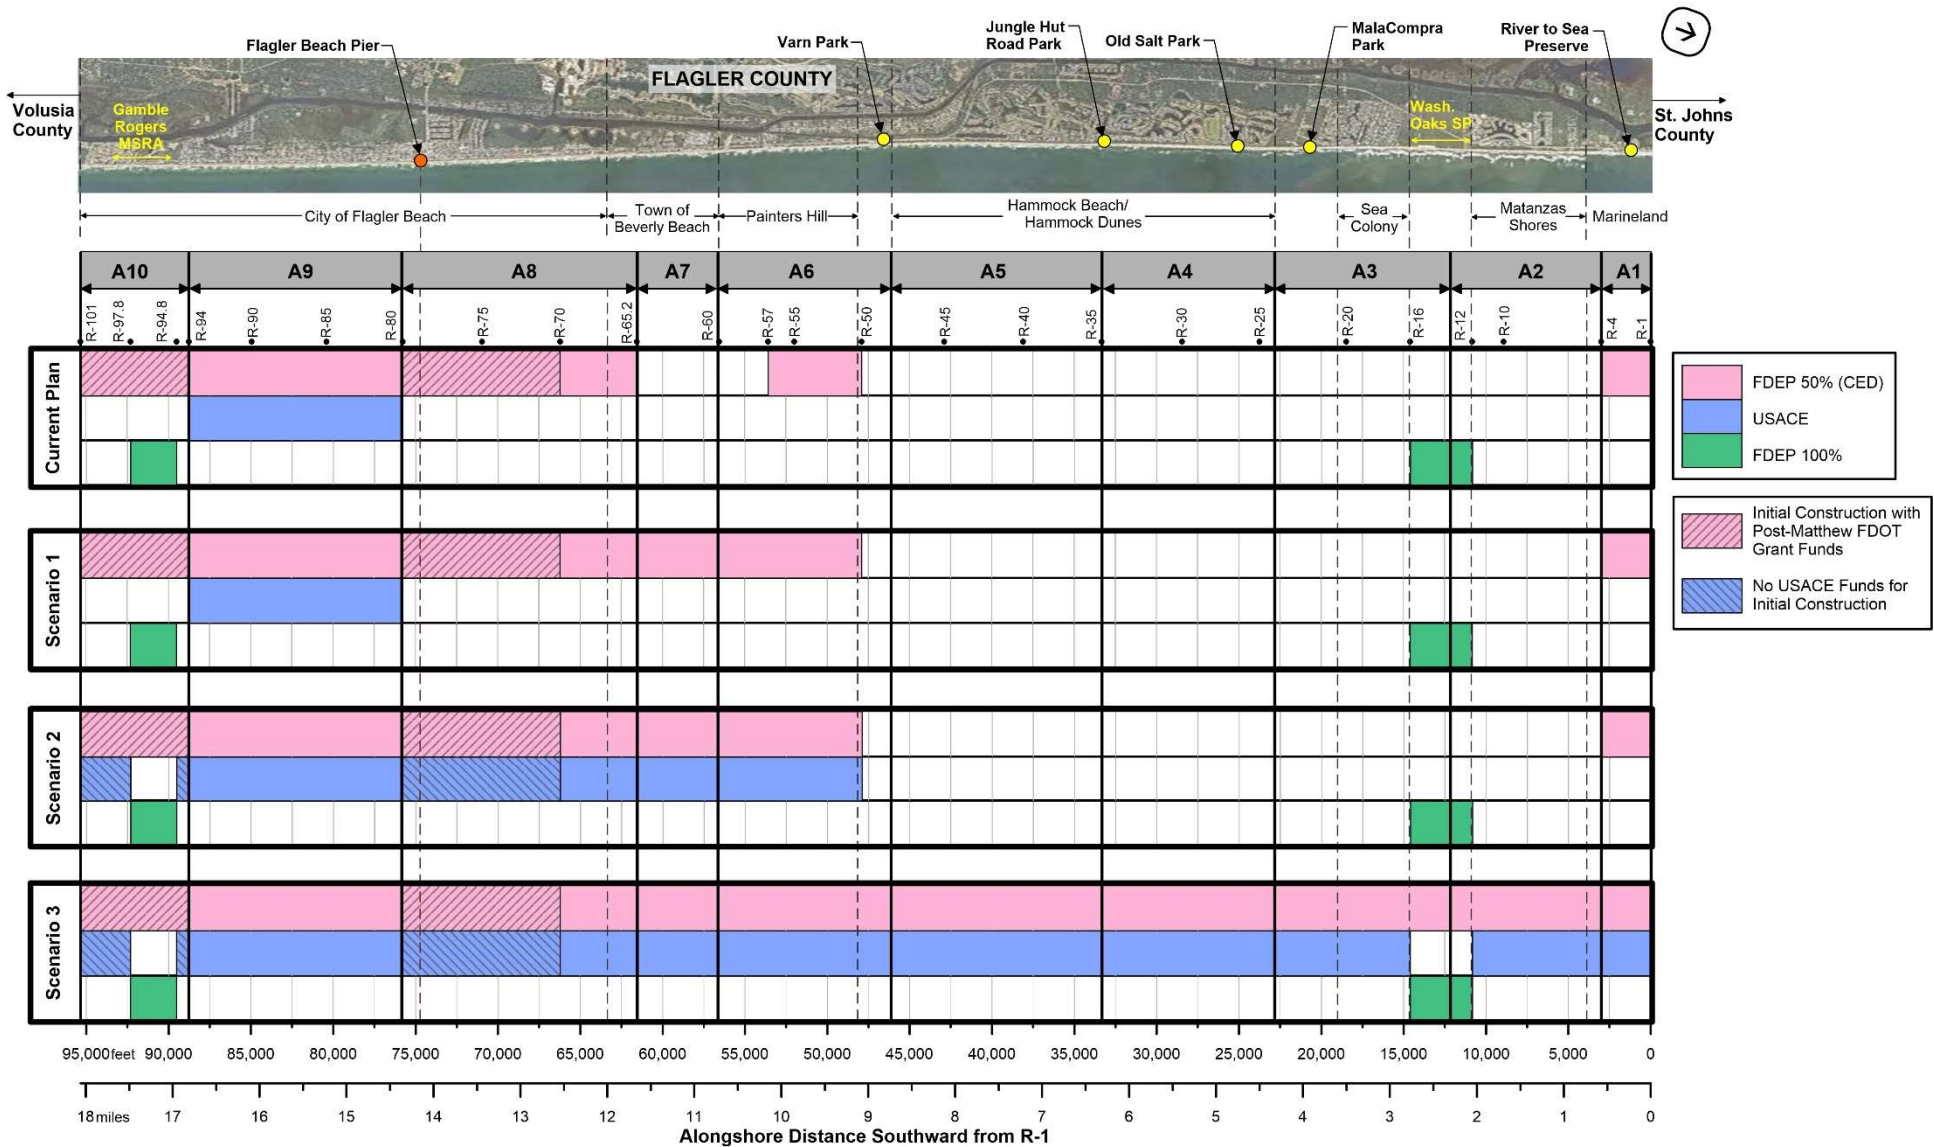 Flagler Beach Pier
Varn Park
Jungle Hut
Road Park
Old Salt Park
MalaCompra
Park
River to Sea
Preserve
FLAGLER COUNTY
Volusia
County
Gamble
Rogers
MSRA
Wash.
Oaks SP
St. Johns
County
City of Flagler Beach
Town of
Beverly Beach
Painters Hill
Hammock Beach/
Hammock Dunes
Sea
Colony
Matanzas
Shores
Marineland
A10
A9
A8
A7
A6
A5
A4
A3
A2
A1
R-101
R-97.8
R-94.8
R-94
R-90
R-85
R-80
R-75
R-70
R-65.2
R-60
R-57
R-55
R-50
R-45
R-40
R-35
R-30
R-25
R-20
R-16
R-12
R-10
R-4
R-1
Current Plan
FDEP 50% (CED)
USACE
FDEP 100%
Initial Construction with
Post-Matthew FDOT
Grant Funds
No USACE Funds for
Initial Construction
Scenario 1
Scenario 2
Scenario 3
95,000feet 90,000 85,000 80,000 75,000 70,000 65,000 60,000 55,000 50,000 45,000 40,000 35,000 30,000 25,000 20,000 15,000 10,000 5,000 0
18miles 17 16 15 14 13 12 11 10 9 8 7 6 5 4 3 2 1 0
Alongshore Distance Southward from R-1